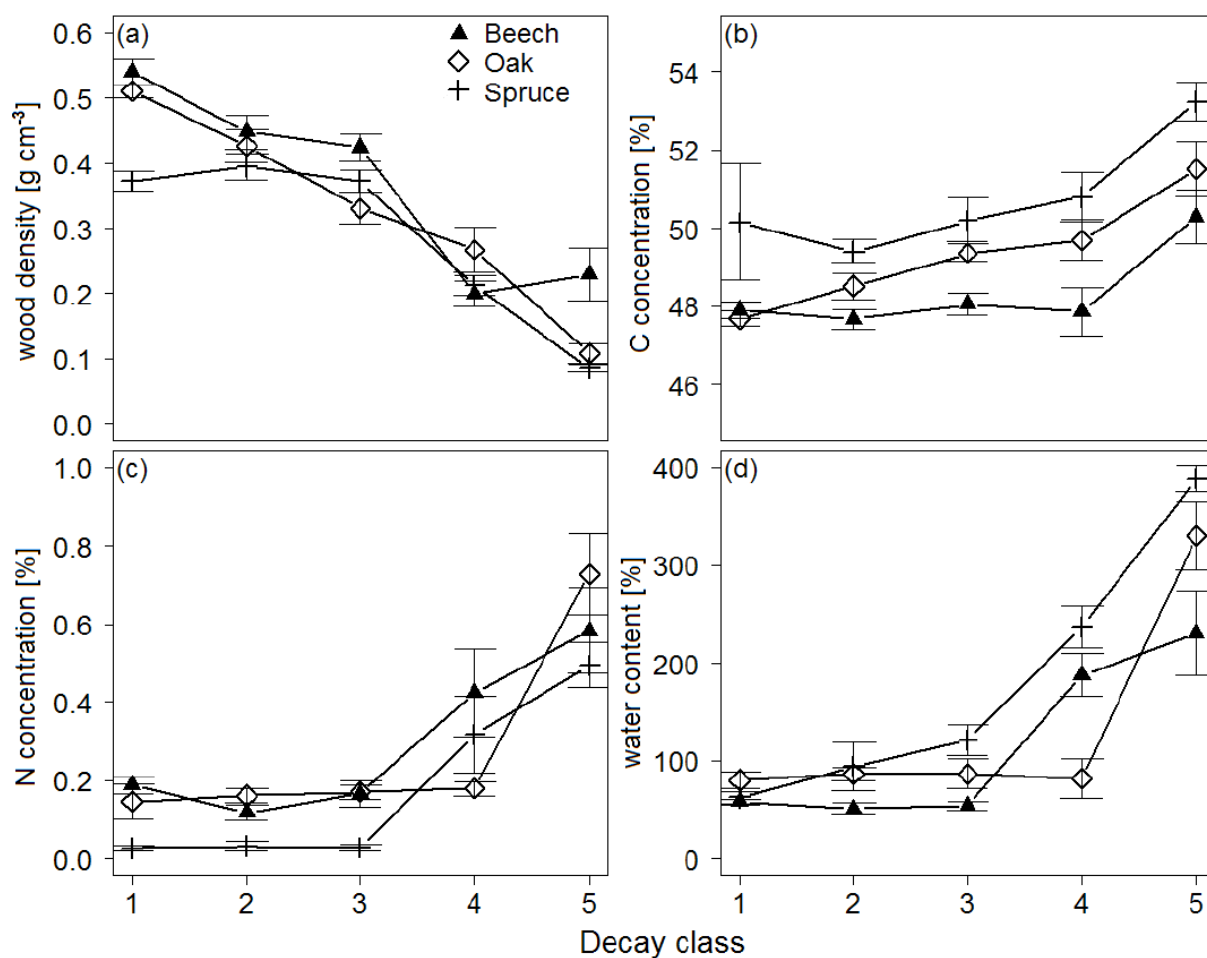 (a)
Beech
Oak
Spruce
wood density [g cm⁻³]
0.6
0.5
0.4
0.3
0.2
0.1
0.0
(b)
C concentration [%]
54
52
50
48
46
(c)
N concentration [%]
1.0
0.8
0.6
0.4
0.2
0.0
1 2 3 4 5
(d)
water content [%]
400
300
200
100
0
1 2 3 4 5
Decay class